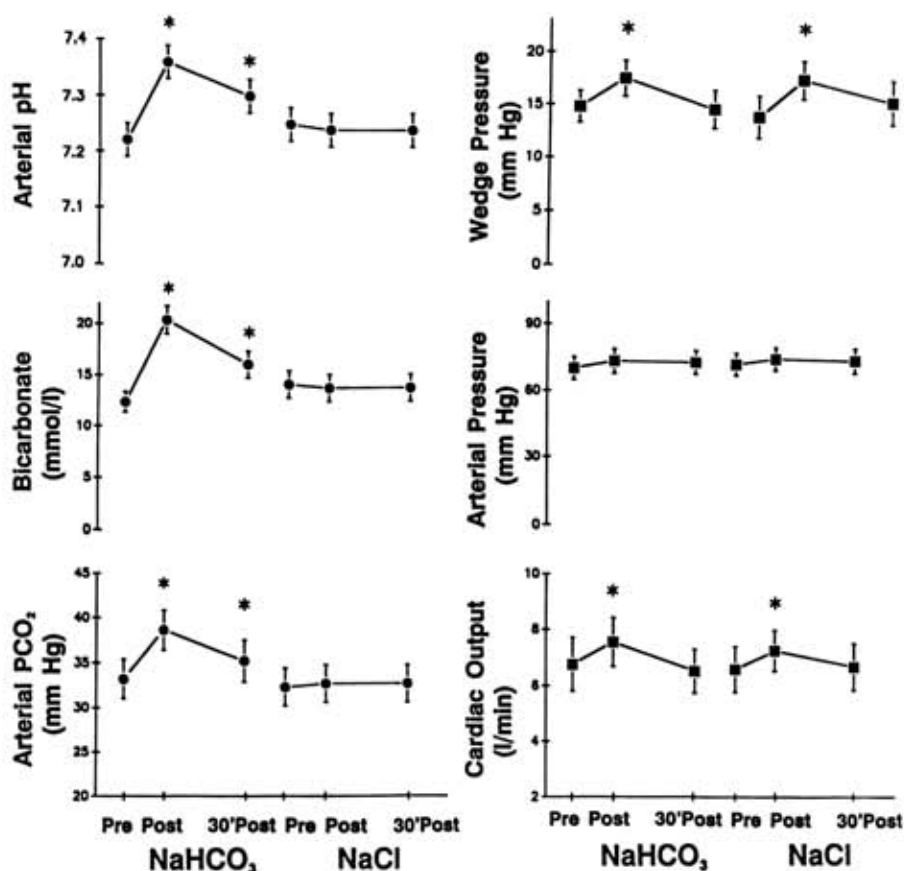 Arterial pH
7.4
7.3
7.2
7.1
7.0
*
*
Wedge Pressure
(mm Hg)
20
15
10
5
0
*
*
Bicarbonate
(mmol/l)
20
15
10
5
0
*
*
Arterial Pressure
(mm Hg)
90
60
30
0
Arterial PCO₂
(mm Hg)
45
40
35
30
25
20
*
*
Pre Post 30'Post Pre Post 30'Post
NaHCO₃ NaCl
Cardiac Output
(l/min)
10
8
6
4
2
*
*
Pre Post 30'Post Pre Post 30'Post
NaHCO₃ NaCl